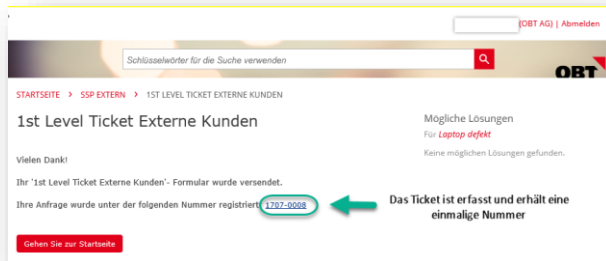 (OBT AG) | Abmelden
Schlüsselwörter für die Suche verwenden
OBT
STARTSEITE > SSP EXTERN > 1ST LEVEL TICKET EXTERNE KUNDEN
1st Level Ticket Externe Kunden
Mögliche Lösungen
Für Laptop defekt
Keine möglichen Lösungen gefunden.
Vielen Dank!
Ihr '1st Level Ticket Externe Kunden'- Formular wurde versendet.
Ihre Anfrage wurde unter der folgenden Nummer registriert 1707-0008
Das Ticket ist erfasst und erhält eine
einmalige Nummer
Gehen Sie zur Startseite